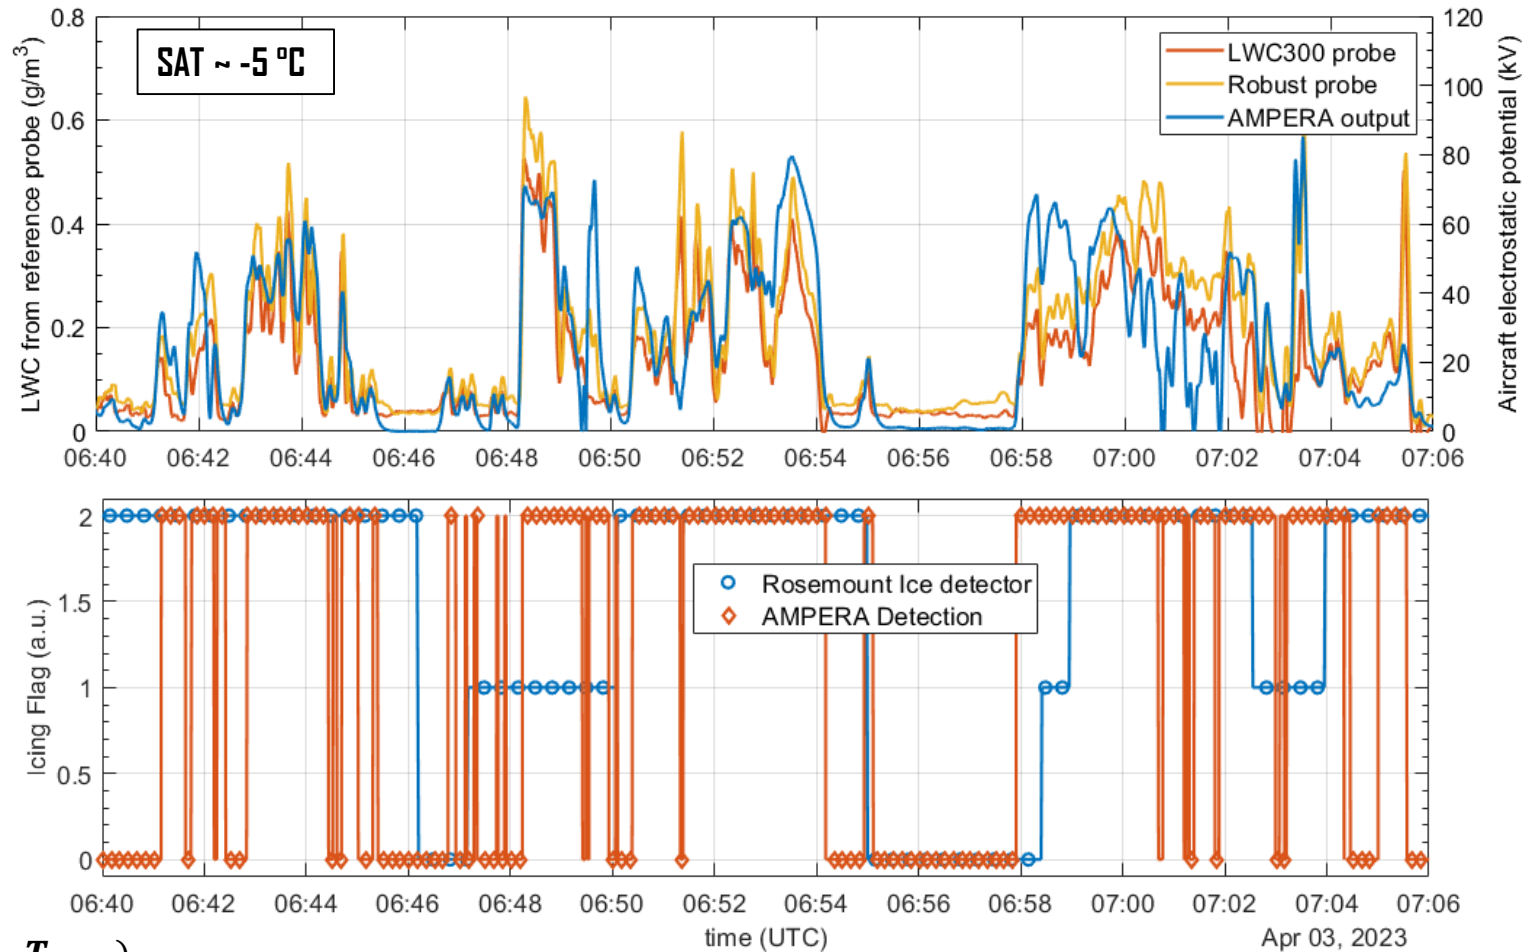 SAT ~ -5 ºC
LWC from reference probe (g/m³)
0.8
0.6
0.4
0.2
0
120
100
80
60
40
20
0
Aircraft electrostatic potential (kV)
LWC300 probe
Robust probe
AMPERA output
06:40 06:42 06:44 06:46 06:48 06:50 06:52 06:54 06:56 06:58 07:00 07:02 07:04 07:06
Icing Flag (a.u.)
2
1.5
1
0.5
0
Rosemount Ice detector
AMPERA Detection
06:40 06:42 06:44 06:46 06:48 06:50 06:52 06:54 06:56 06:58 07:00 07:02 07:04 07:06
time (UTC)
Apr 03, 2023